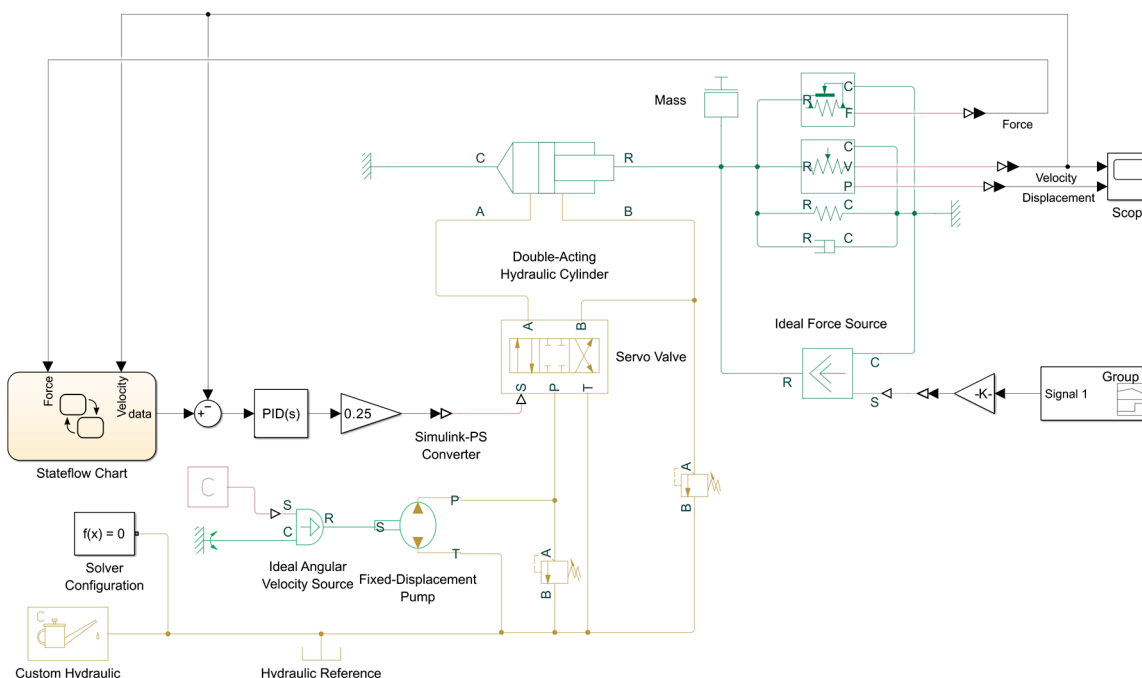 Mass
C
R
F
Force
C
R
A
B
C
R
V
P
Velocity
Displacement
Scop
R
C
R
C
Double-Acting
Hydraulic Cylinder
A
B
Servo Valve
S
P
T
Ideal Force Source
C
R
S
-K-
Group
Signal 1
Force
Velocity
data
Stateflow Chart
+
−
PID(s)
0.25
Simulink-PS
Converter
C
S
C
R
S
P
T
Ideal Angular
Velocity Source
Fixed-Displacement
Pump
A
B
A
B
f(x) = 0
Solver
Configuration
C
Custom Hydraulic
Hydraulic Reference